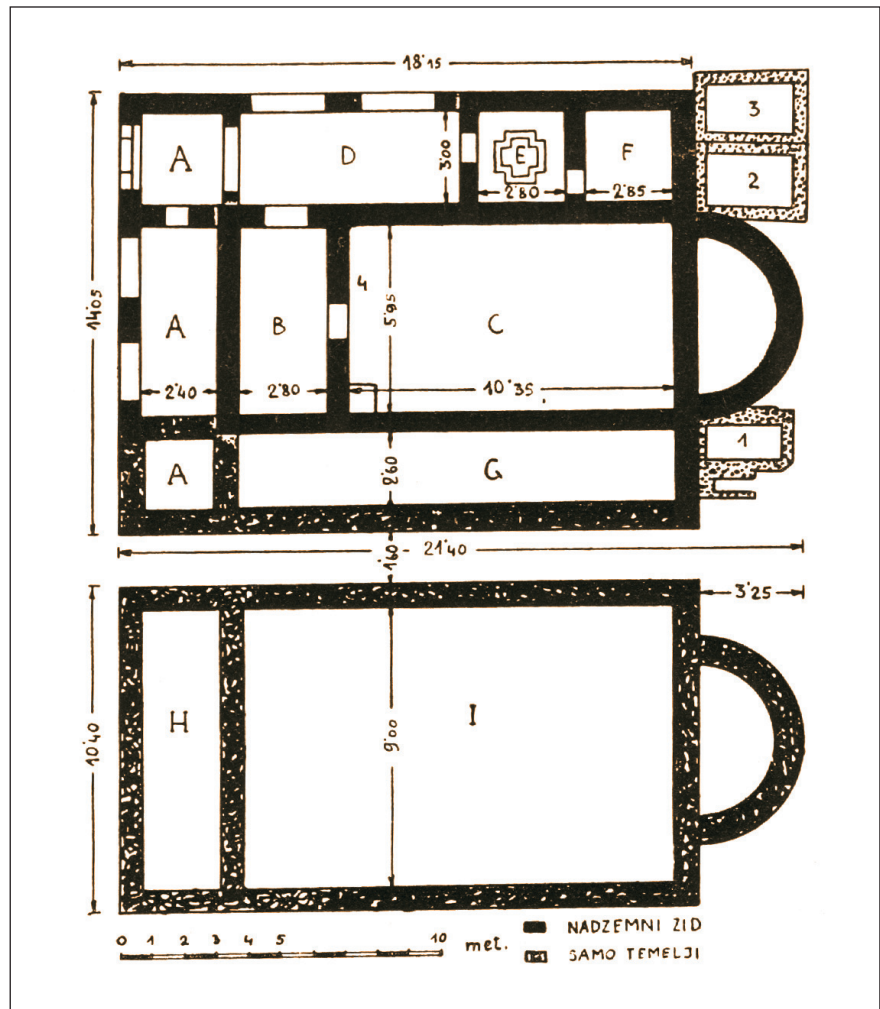 18'15
3
A
D
3'00
E
F
2
2'80
2'85
14'05
4
5'95
A
B
C
2'40
2'80
10'35
1
A
2'60
G
1'60
21'40
3'25
10'40
H
9'00
I
0 1 2 3 4 5 10 met.
NADZEMNI ZID
SAMO TEMELJI